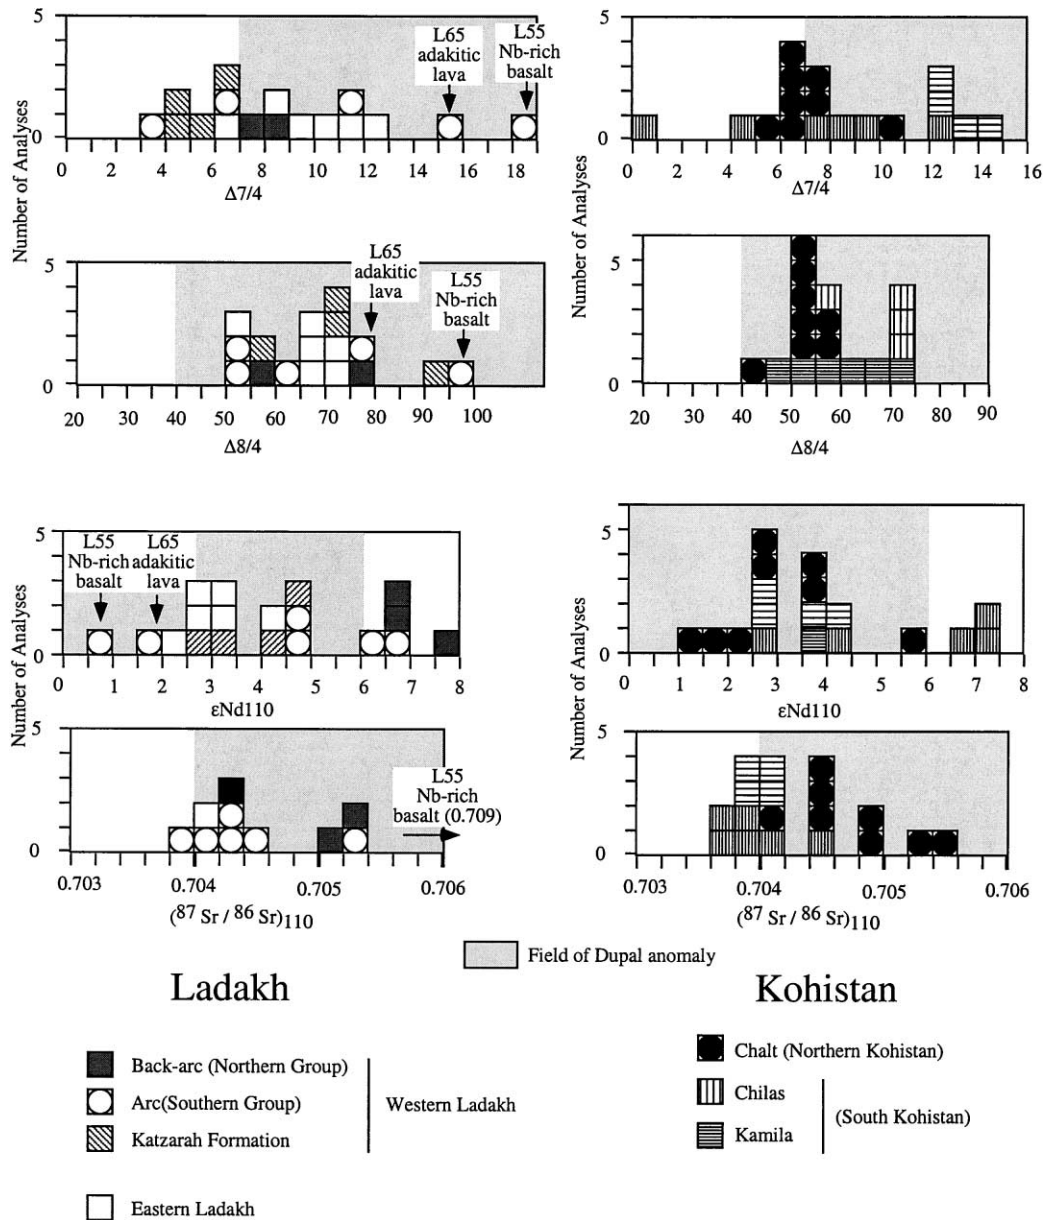 5
0
Number of Analyses
L65
adakitic
lava
L55
Nb-rich
basalt
0 2 4 6 8 10 12 14 16 18
Δ7/4
5
0
L65
adakitic
lava
L55
Nb-rich
basalt
20 30 40 50 60 70 80 90 100
Δ8/4
5
0
Number of Analyses
0 2 4 6 8 10 12 14 16
Δ7/4
5
0
20 30 40 50 60 70 80 90
Δ8/4
5
0
Number of Analyses
L55
Nb-rich
basalt
L65
adakitic
lava
0 1 2 3 4 5 6 7 8
εNd110
5
0
L55
Nb-rich
basalt (0.709)
0.703 0.704 0.705 0.706
(87 Sr / 86 Sr)110
5
0
Number of Analyses
0 1 2 3 4 5 6 7 8
εNd110
5
0
0.703 0.704 0.705 0.706
(87 Sr / 86 Sr)110
Field of Dupal anomaly
Ladakh
Back-arc (Northern Group)
Arc(Southern Group)
Katzarah Formation
Western Ladakh
Eastern Ladakh
Kohistan
Chalt (Northern Kohistan)
Chilas
Kamila
(South Kohistan)